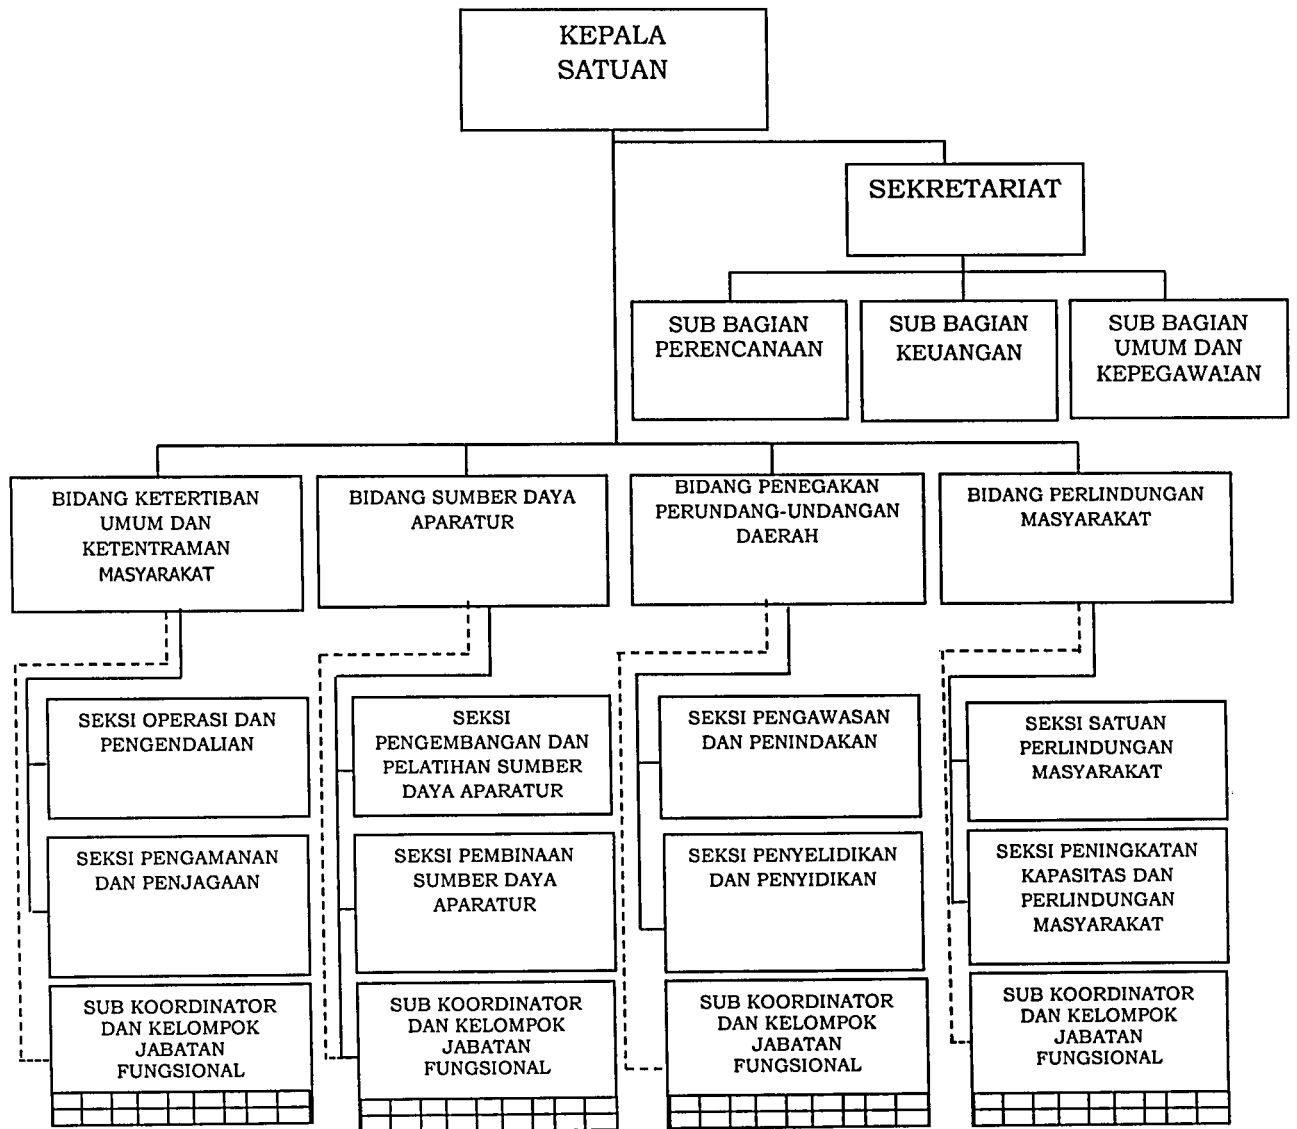 KEPALA
SATUAN
SEKRETARIAT
SUB BAGIAN
PERENCANAAN
SUB BAGIAN
KEUANGAN
SUB BAGIAN
UMUM DAN
KEPEGAWAIAN
BIDANG KETERTIBAN
UMUM DAN
KETENTRAMAN
MASYARAKAT
BIDANG SUMBER DAYA
APARATUR
BIDANG PENEGAKAN
PERUNDANG-UNDANGAN
DAERAH
BIDANG PERLINDUNGAN
MASYARAKAT
SEKSI OPERASI DAN
PENGENDALIAN
SEKSI
PENGEMBANGAN DAN
PELATIHAN SUMBER
DAYA APARATUR
SEKSI PENGAWASAN
DAN PENINDAKAN
SEKSI SATUAN
PERLINDUNGAN
MASYARAKAT
SEKSI PENGAMANAN
DAN PENJAGAAN
SEKSI PEMBINAAN
SUMBER DAYA
APARATUR
SEKSI PENYELIDIKAN
DAN PENYIDIKAN
SEKSI PENINGKATAN
KAPASITAS DAN
PERLINDUNGAN
MASYARAKAT
SUB KOORDINATOR
DAN KELOMPOK
JABATAN
FUNGSIONAL
SUB KOORDINATOR
DAN KELOMPOK
JABATAN
FUNGSIONAL
SUB KOORDINATOR
DAN KELOMPOK
JABATAN
FUNGSIONAL
SUB KOORDINATOR
DAN KELOMPOK
JABATAN
FUNGSIONAL